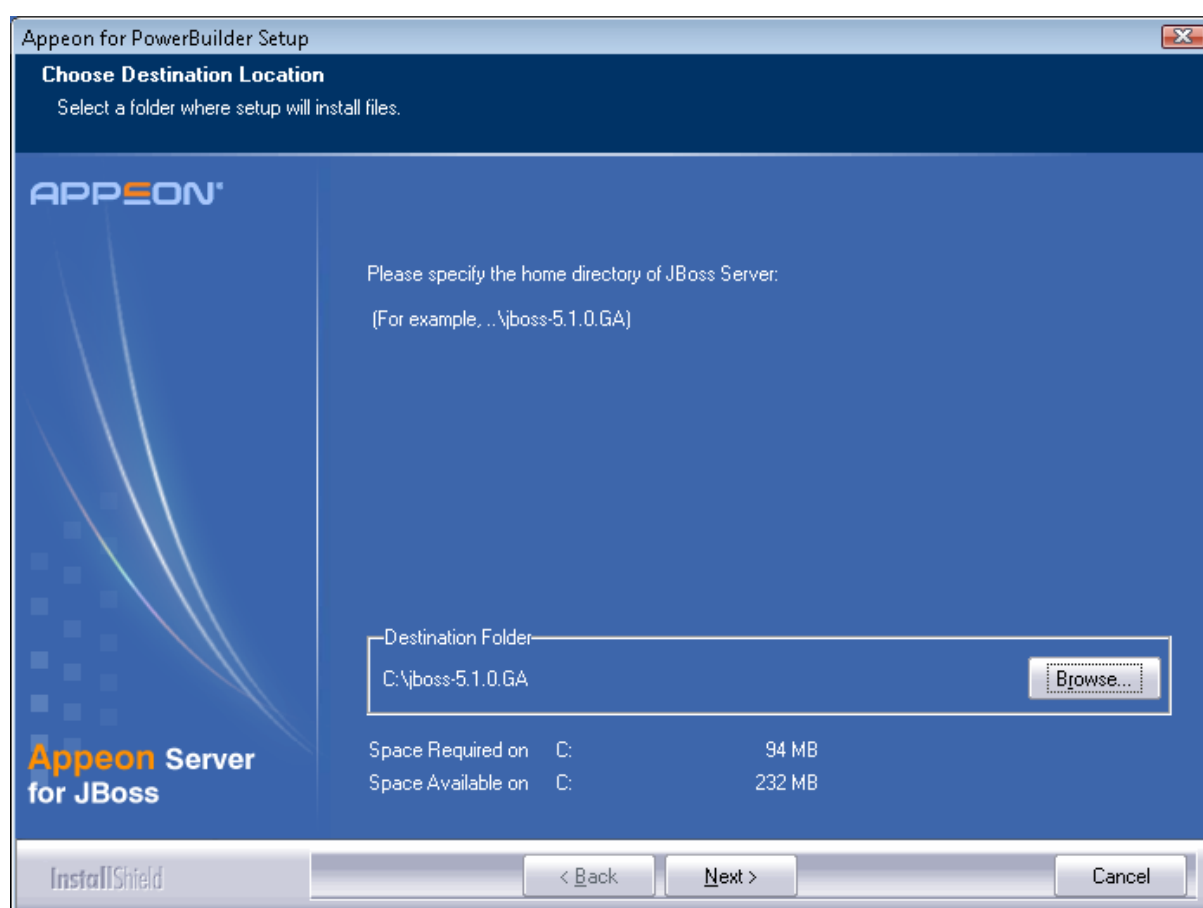 Appeon for PowerBuilder Setup
Choose Destination Location
Select a folder where setup will install files.
APPEON
Please specify the home directory of JBoss Server:
(For example, ..\jboss-5.1.0.GA)
Destination Folder
C:\jboss-5.1.0.GA
Browse...
Space Required on C: 94 MB
Space Available on C: 232 MB
Appeon Server
for JBoss
InstallShield
< Back
Next >
Cancel